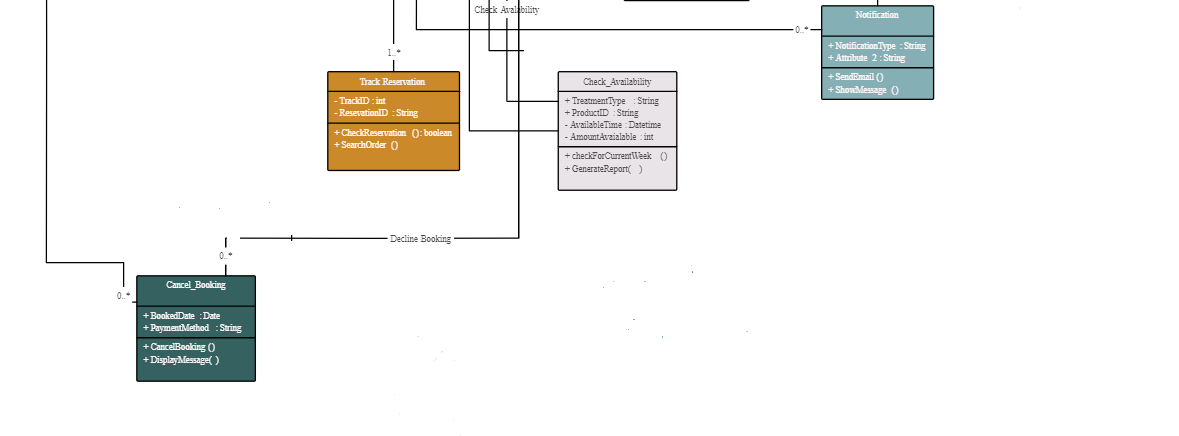 Check Avalability
Notification
0..*
+ NotificationType : String
+ Attribute 2 : String
+ SendEmail ()
+ ShowMessage ()
1..*
Track Reservation
- TrackID : int
- ResevationID : String
+ CheckReservation (): boolean
+ SearchOrder ()
Check_Availability
+ TreatmentType : String
+ ProductID : String
- AvailableTime : Datetime
- AmountAvaialable : int
+ checkForCurrentWeek ()
+ GenerateReport( )
Decline Booking
0..*
0..*
Cancel_Booking
+ BookedDate : Date
+ PaymentMethod : String
+ CancelBooking ()
+ DisplayMessage( )